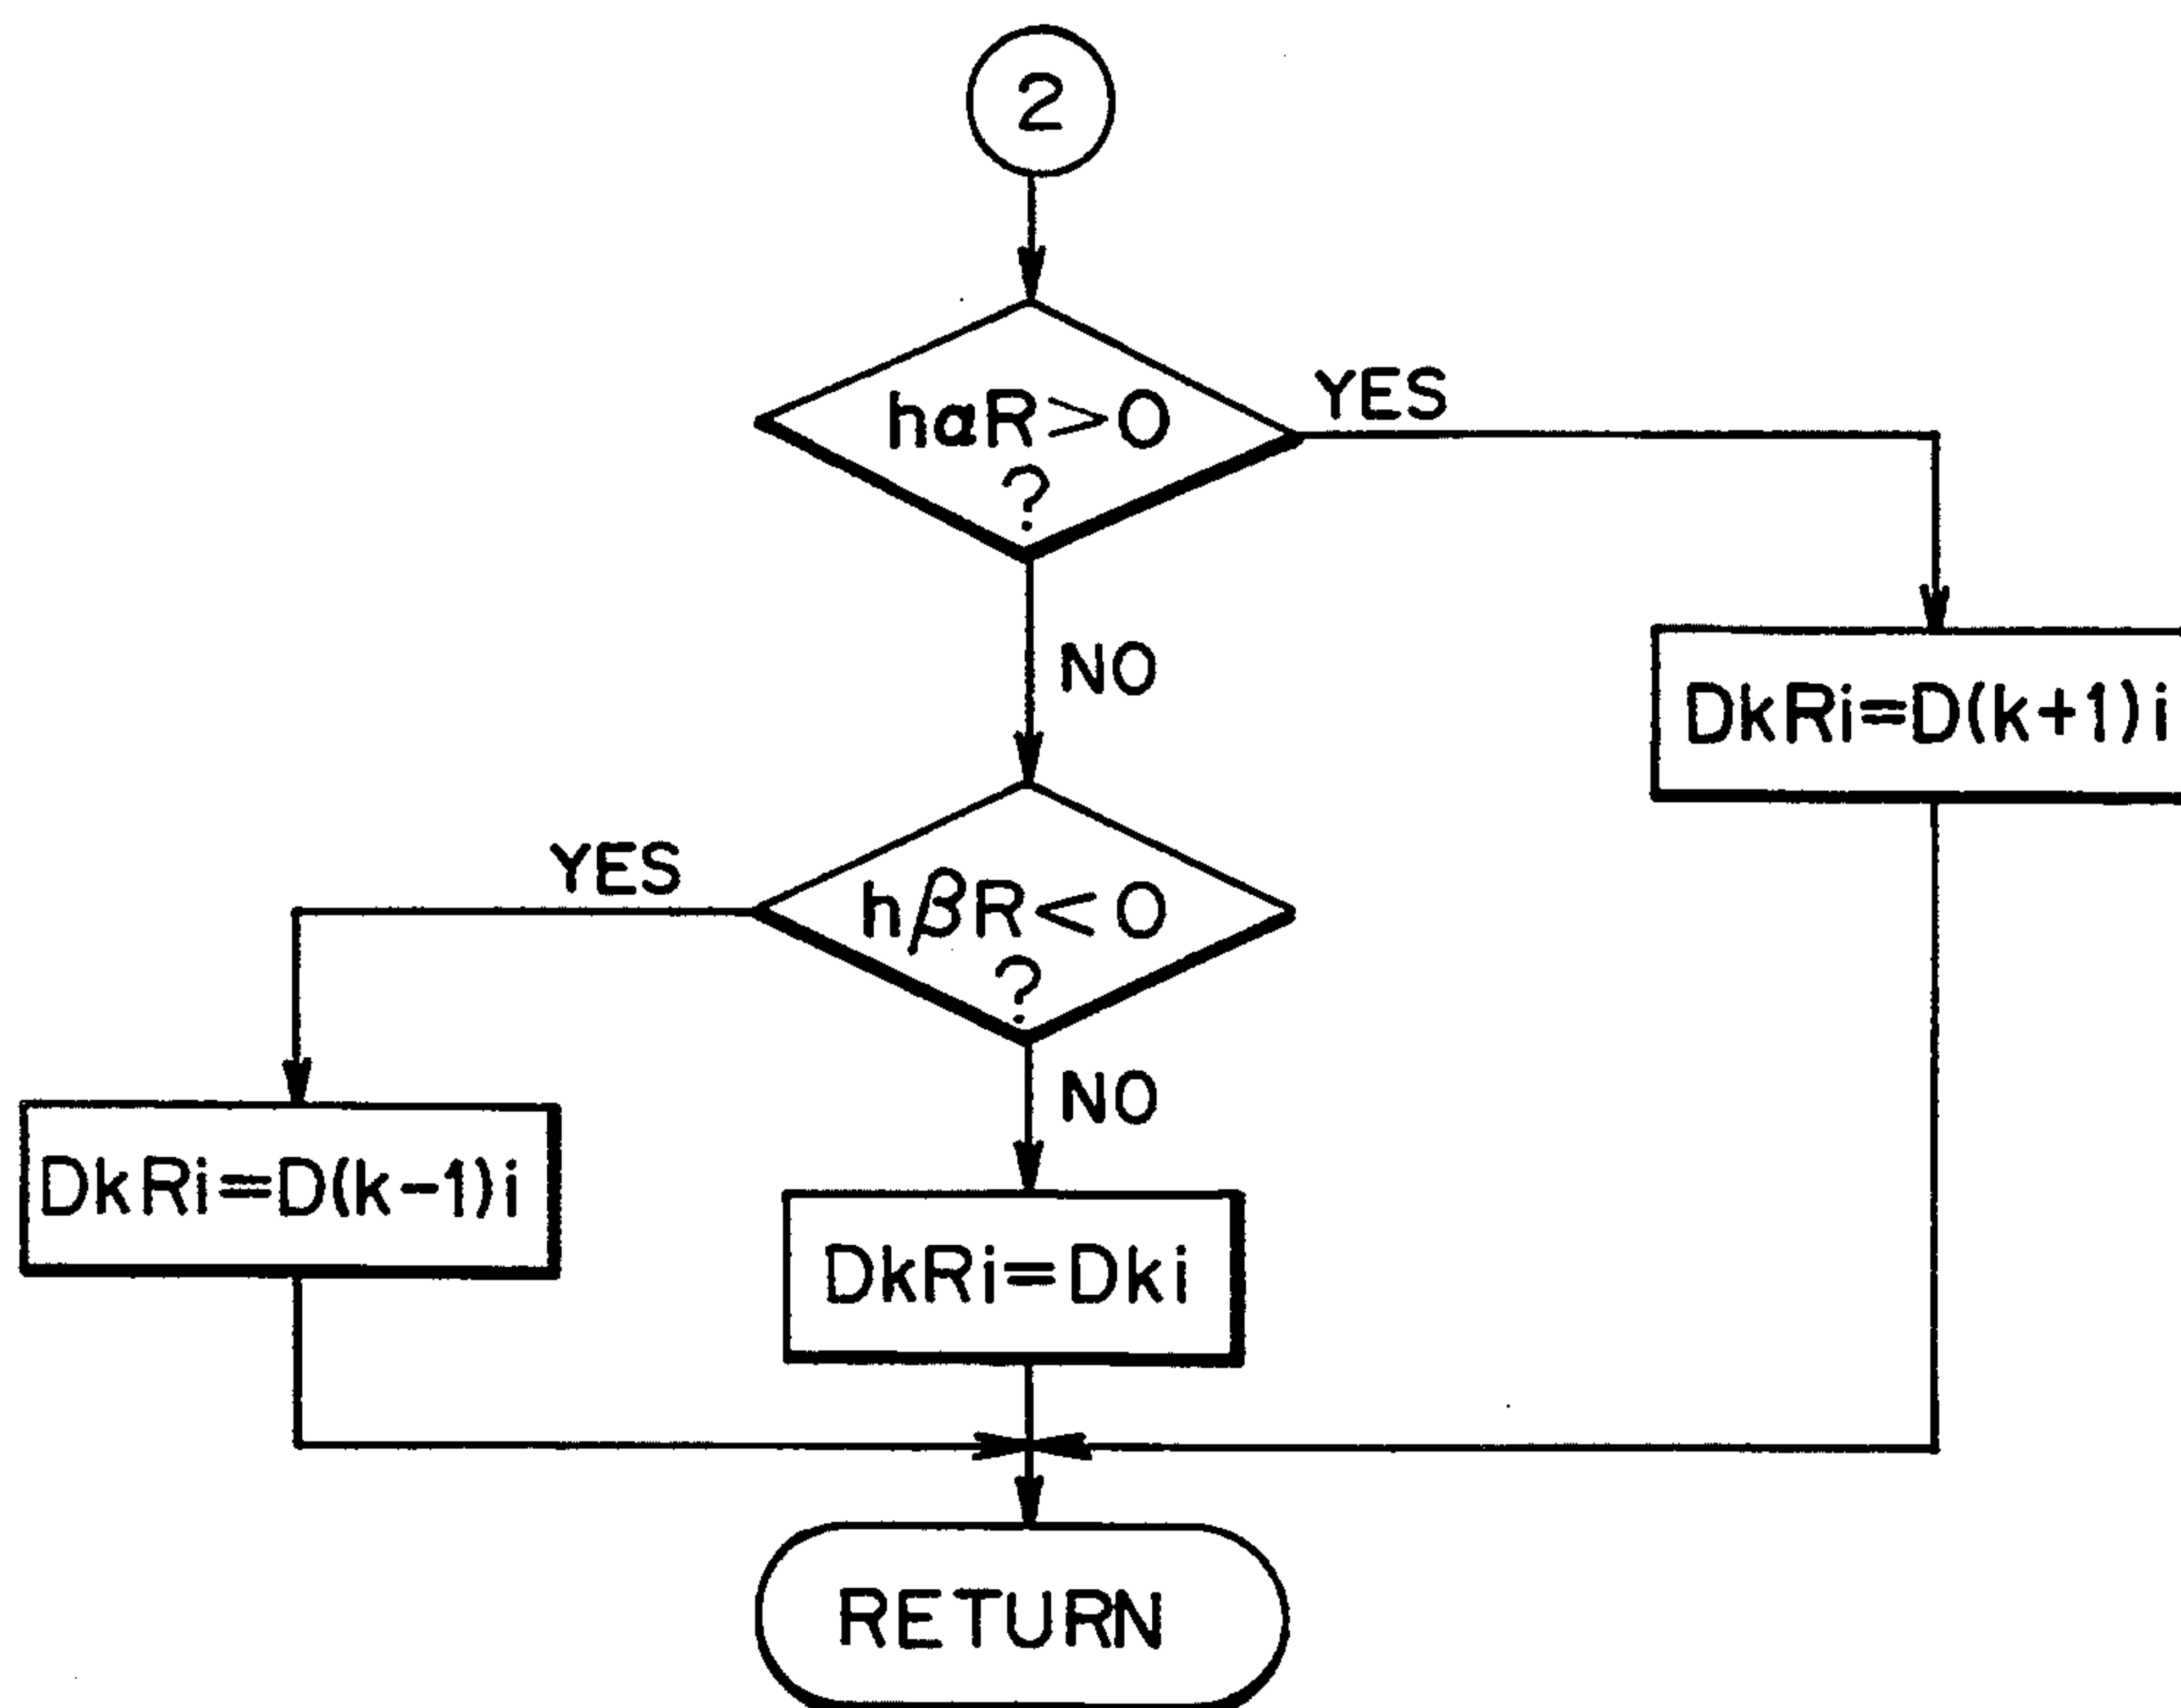 2
hαR>0
?
YES
NO
DkRi=D(k+1)i
YES
hβR<0
?
NO
DkRi=D(k-1)i
DkRi=Dki
RETURN